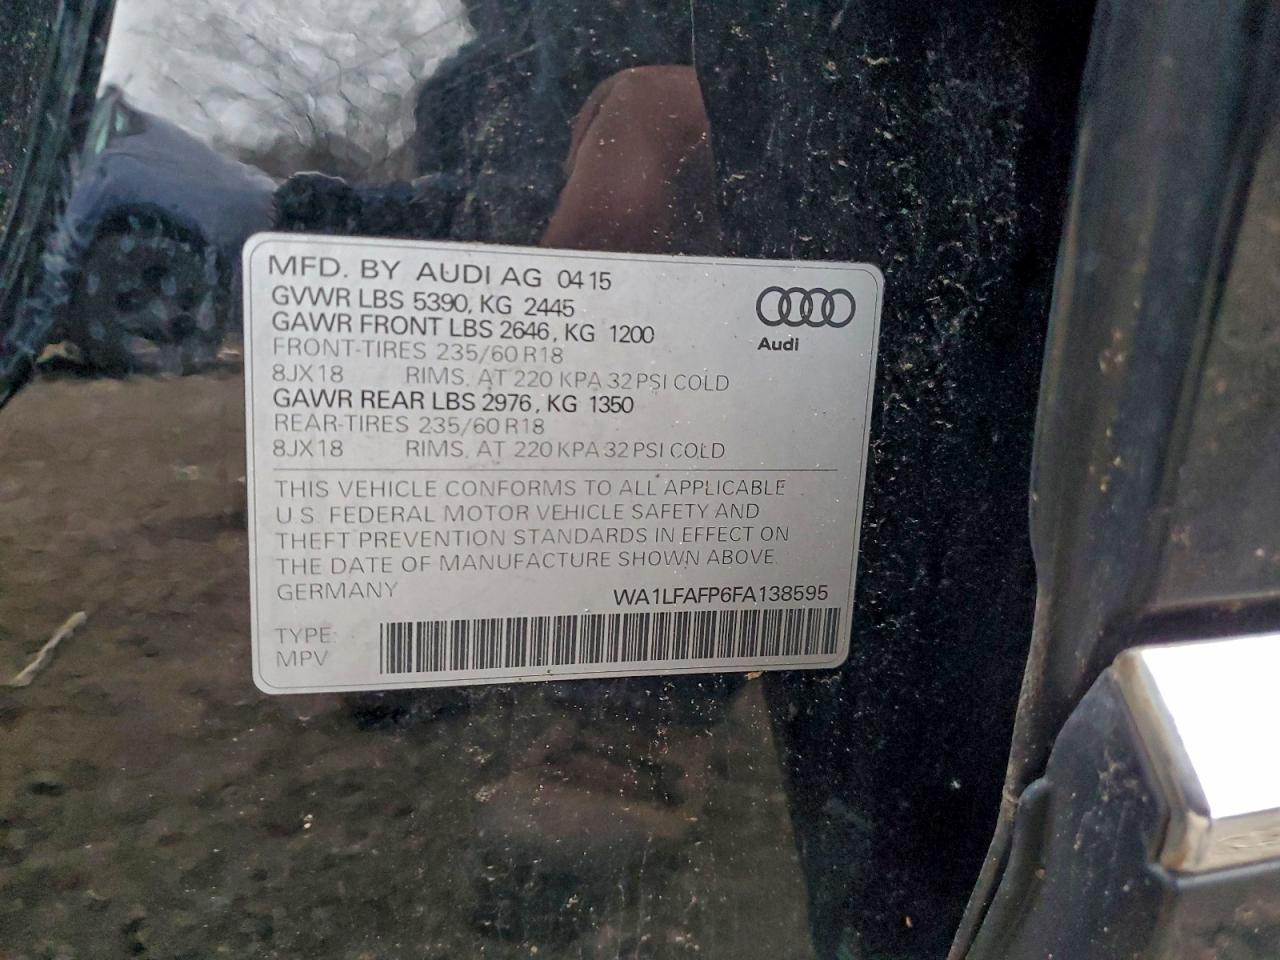 MFD. BY AUDI AG 04 15
GVWR LBS 5390, KG 2445
GAWR FRONT LBS 2646, KG 1200
FRONT-TIRES 235/60 R18
8JX18 RIMS, AT 220 KPA 32 PSI COLD
GAWR REAR LBS 2976, KG 1350
REAR-TIRES 235/60 R18
8JX18 RIMS, AT 220 KPA 32 PSI COLD
Audi
THIS VEHICLE CONFORMS TO ALL APPLICABLE
U.S. FEDERAL MOTOR VEHICLE SAFETY AND
THEFT PREVENTION STANDARDS IN EFFECT ON
THE DATE OF MANUFACTURE SHOWN ABOVE.
GERMANY WA1LFAFP6FA138595
TYPE:
MPV